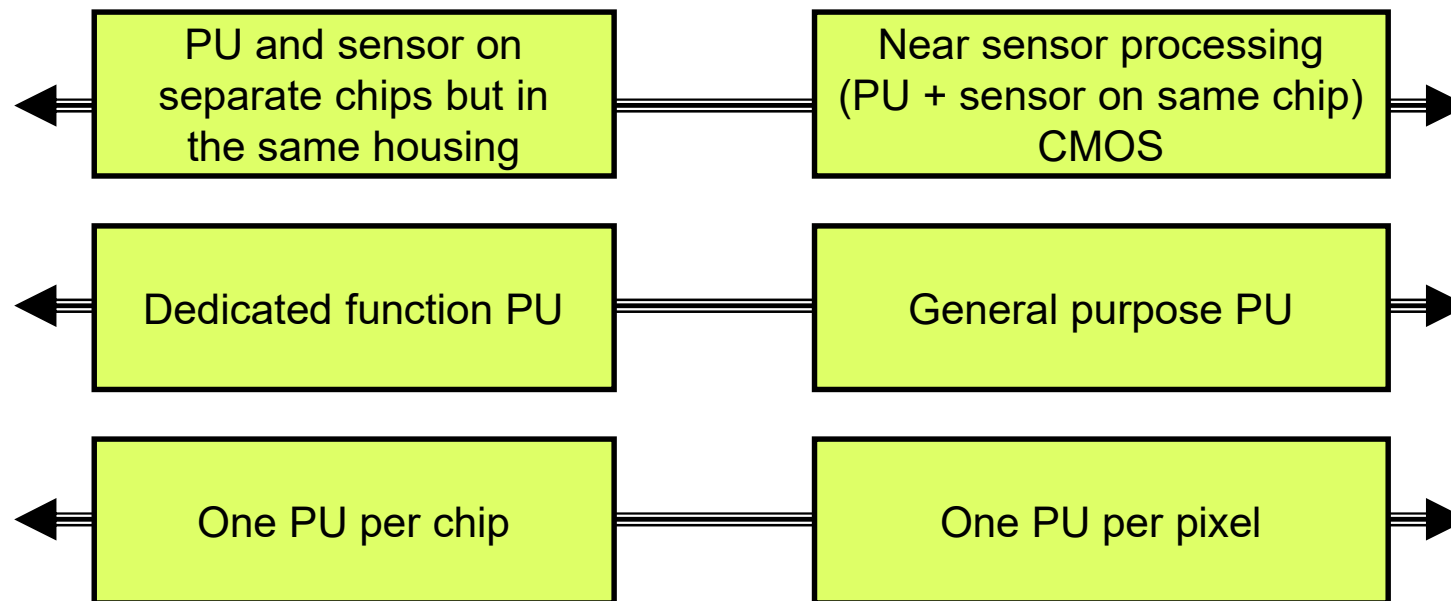 PU and sensor on
separate chips but in
the same housing
Near sensor processing
(PU + sensor on same chip)
CMOS
Dedicated function PU
General purpose PU
One PU per chip
One PU per pixel